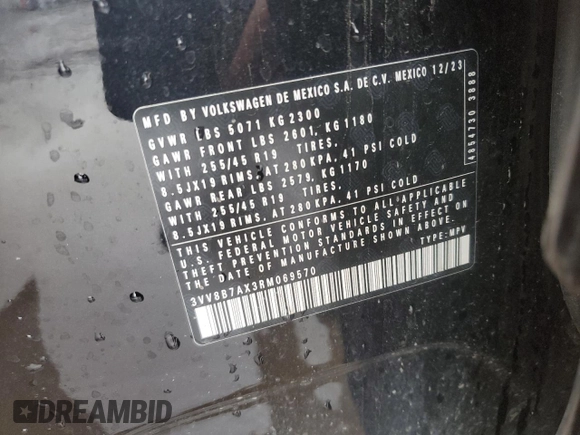 MFD BY VOLKSWAGEN DE MEXICO S.A. DE C.V. MEXICO 12/23
GVWR LBS 5071 KG 2300
GAWR FRONT LBS 2601, KG 1180
WITH 255/45 R19 TIRES,
8.5JX19 RIMS, AT 280 KPA, 41 PSI COLD
GAWR REAR LBS 2579, KG 1170
WITH 255/45 R19 TIRES,
8.5JX19 RIMS, AT 280 KPA, 41 PSI COLD
THIS VEHICLE CONFORMS TO ALL APPLICABLE
U.S. FEDERAL MOTOR VEHICLE SAFETY AND
THEFT PREVENTION STANDARDS IN EFFECT ON
THE DATE OF MANUFACTURE SHOWN ABOVE.
TYPE: MPV
3VV8B7AX3RM069570
4854730 3888
DREAMBID